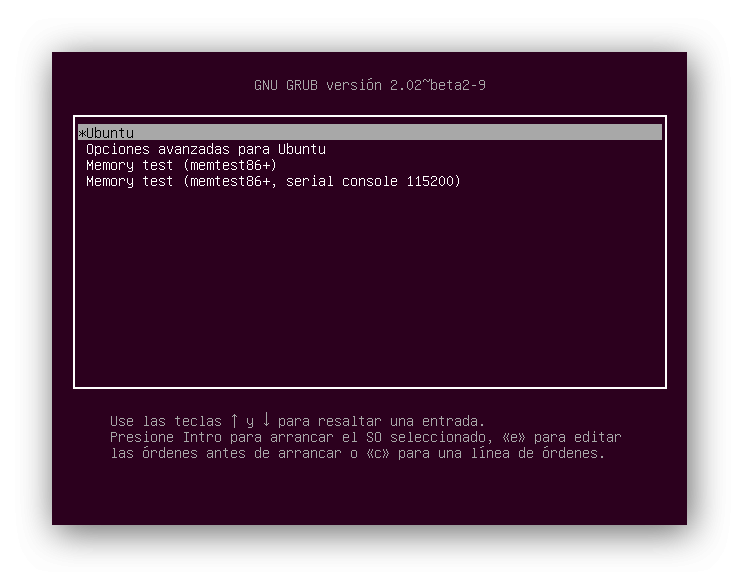 GNU GRUB versión 2.02~beta2-9
*Ubuntu
Opciones avanzadas para Ubuntu
Memory test (memtest86+)
Memory test (memtest86+, serial console 115200)
Use las teclas ↑ y ↓ para resaltar una entrada.
Presione Intro para arrancar el SO seleccionado, «e» para editar
las órdenes antes de arrancar o «c» para una línea de órdenes.